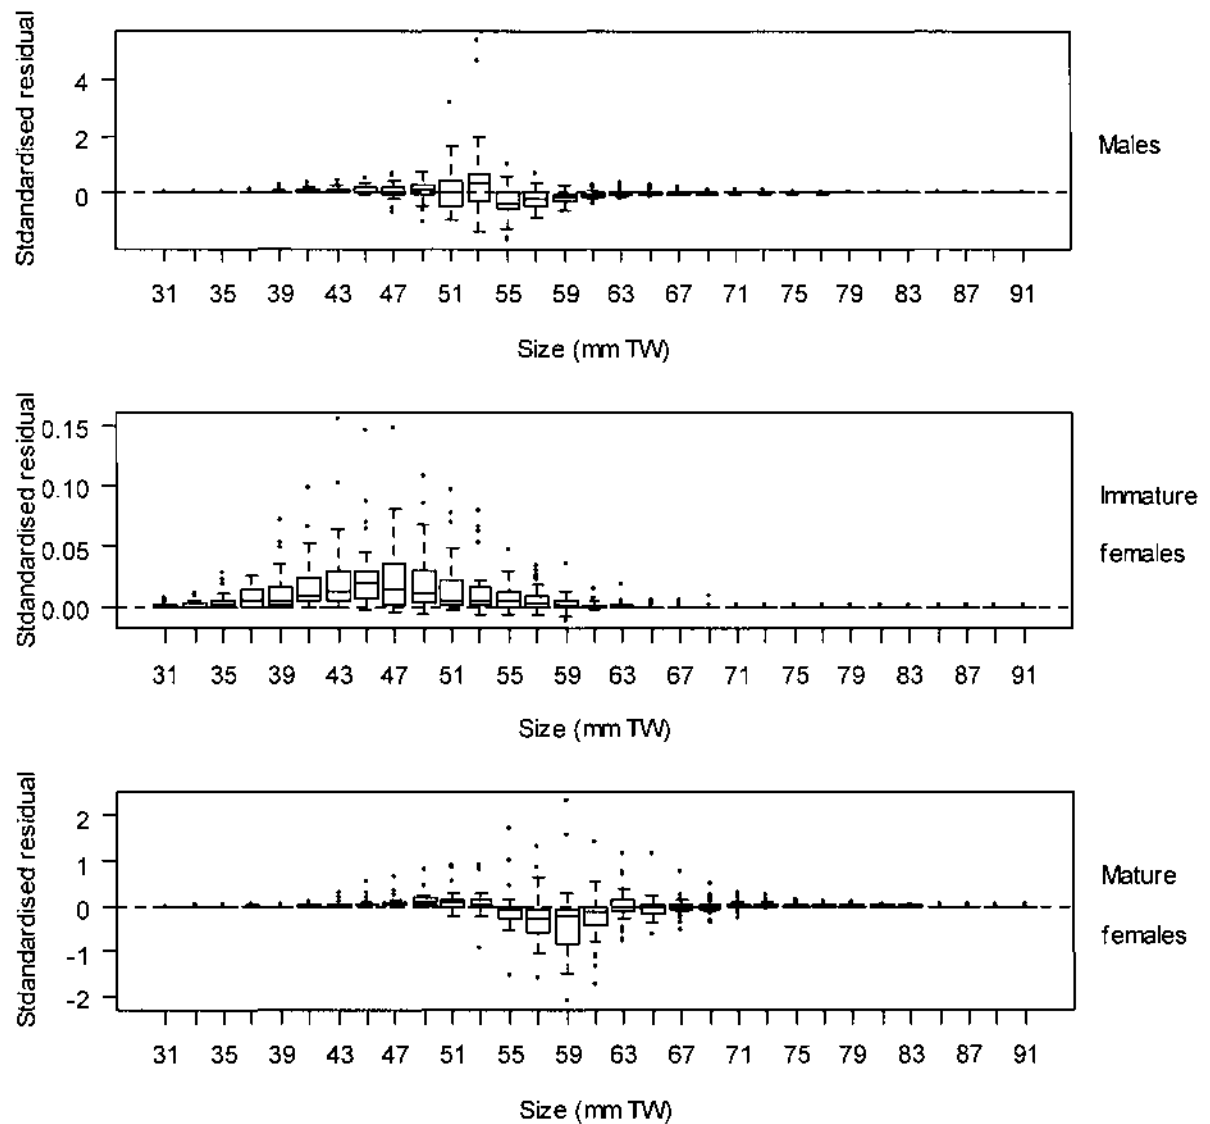 Stdandardised residual
4
2
0
Males
31 35 39 43 47 51 55 59 63 67 71 75 79 83 87 91
Size (mm TW)
Stdandardised residual
0.15
0.10
0.05
0.00
Immature
females
31 35 39 43 47 51 55 59 63 67 71 75 79 83 87 91
Size (mm TW)
Stdandardised residual
2
1
0
-1
-2
Mature
females
31 35 39 43 47 51 55 59 63 67 71 75 79 83 87 91
Size (mm TW)